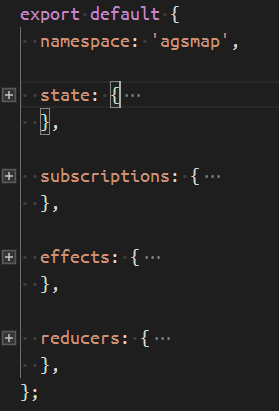 export default {
namespace: 'agsmap',
state: {···
},
subscriptions: {···
},
effects: {···
},
reducers: {···
},
};